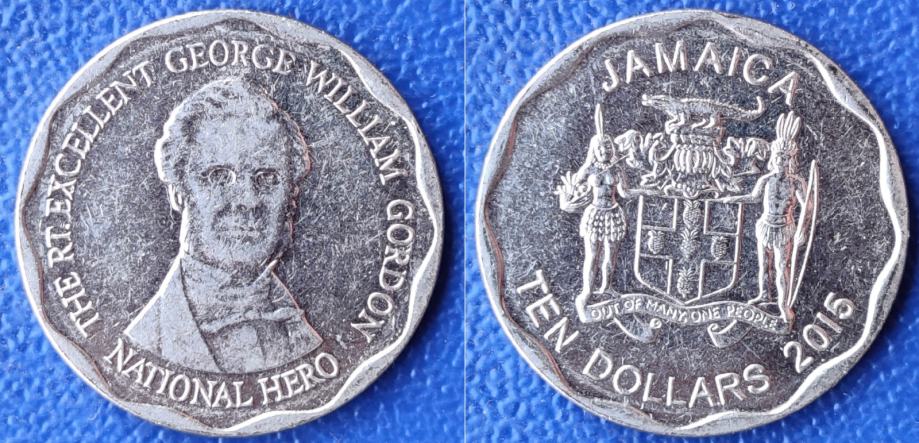 THE RT. EXCELLENT GEORGE WILLIAM GORDON
NATIONAL HERO
JAMAICA
OUT OF MANY, ONE PEOPLE
TEN DOLLARS 2015